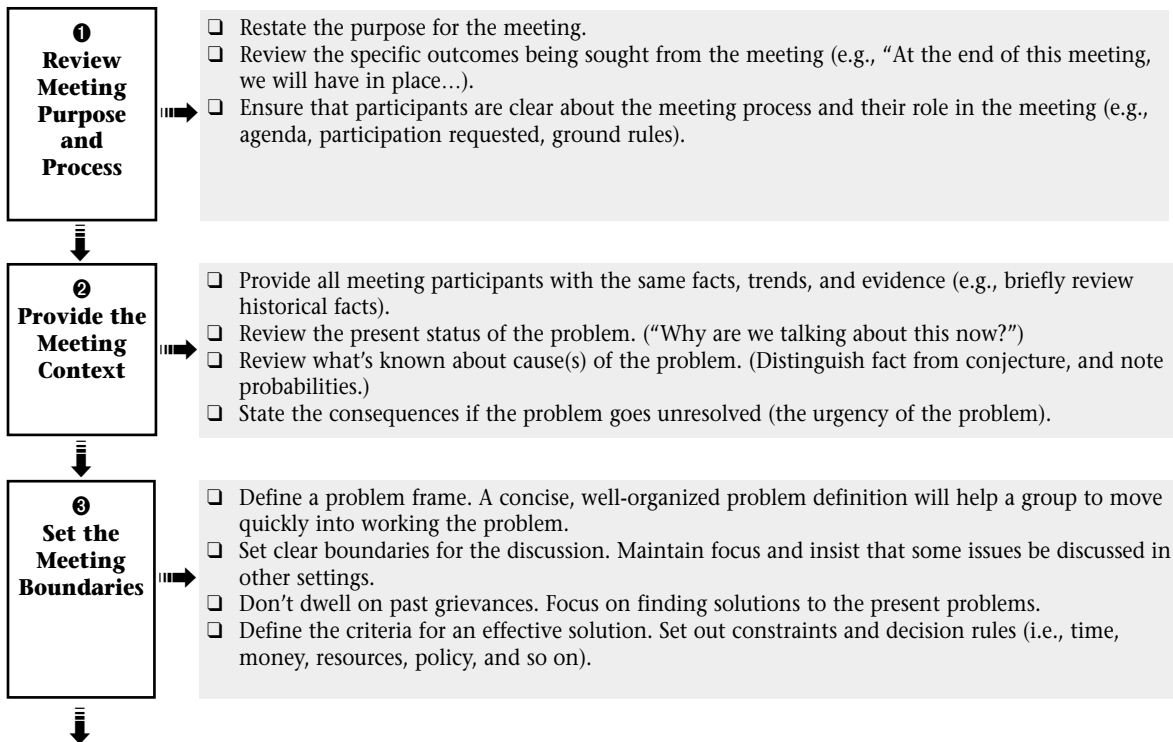 ❶
Review
Meeting
Purpose
and
Process
❑ Restate the purpose for the meeting.
❑ Review the specific outcomes being sought from the meeting (e.g., “At the end of this meeting,
we will have in place…).
❑ Ensure that participants are clear about the meeting process and their role in the meeting (e.g.,
agenda, participation requested, ground rules).
❷
Provide the
Meeting
Context
❑ Provide all meeting participants with the same facts, trends, and evidence (e.g., briefly review
historical facts).
❑ Review the present status of the problem. (“Why are we talking about this now?”)
❑ Review what’s known about cause(s) of the problem. (Distinguish fact from conjecture, and note
probabilities.)
❑ State the consequences if the problem goes unresolved (the urgency of the problem).
❸
Set the
Meeting
Boundaries
❑ Define a problem frame. A concise, well-organized problem definition will help a group to move
quickly into working the problem.
❑ Set clear boundaries for the discussion. Maintain focus and insist that some issues be discussed in
other settings.
❑ Don’t dwell on past grievances. Focus on finding solutions to the present problems.
❑ Define the criteria for an effective solution. Set out constraints and decision rules (i.e., time,
money, resources, policy, and so on).